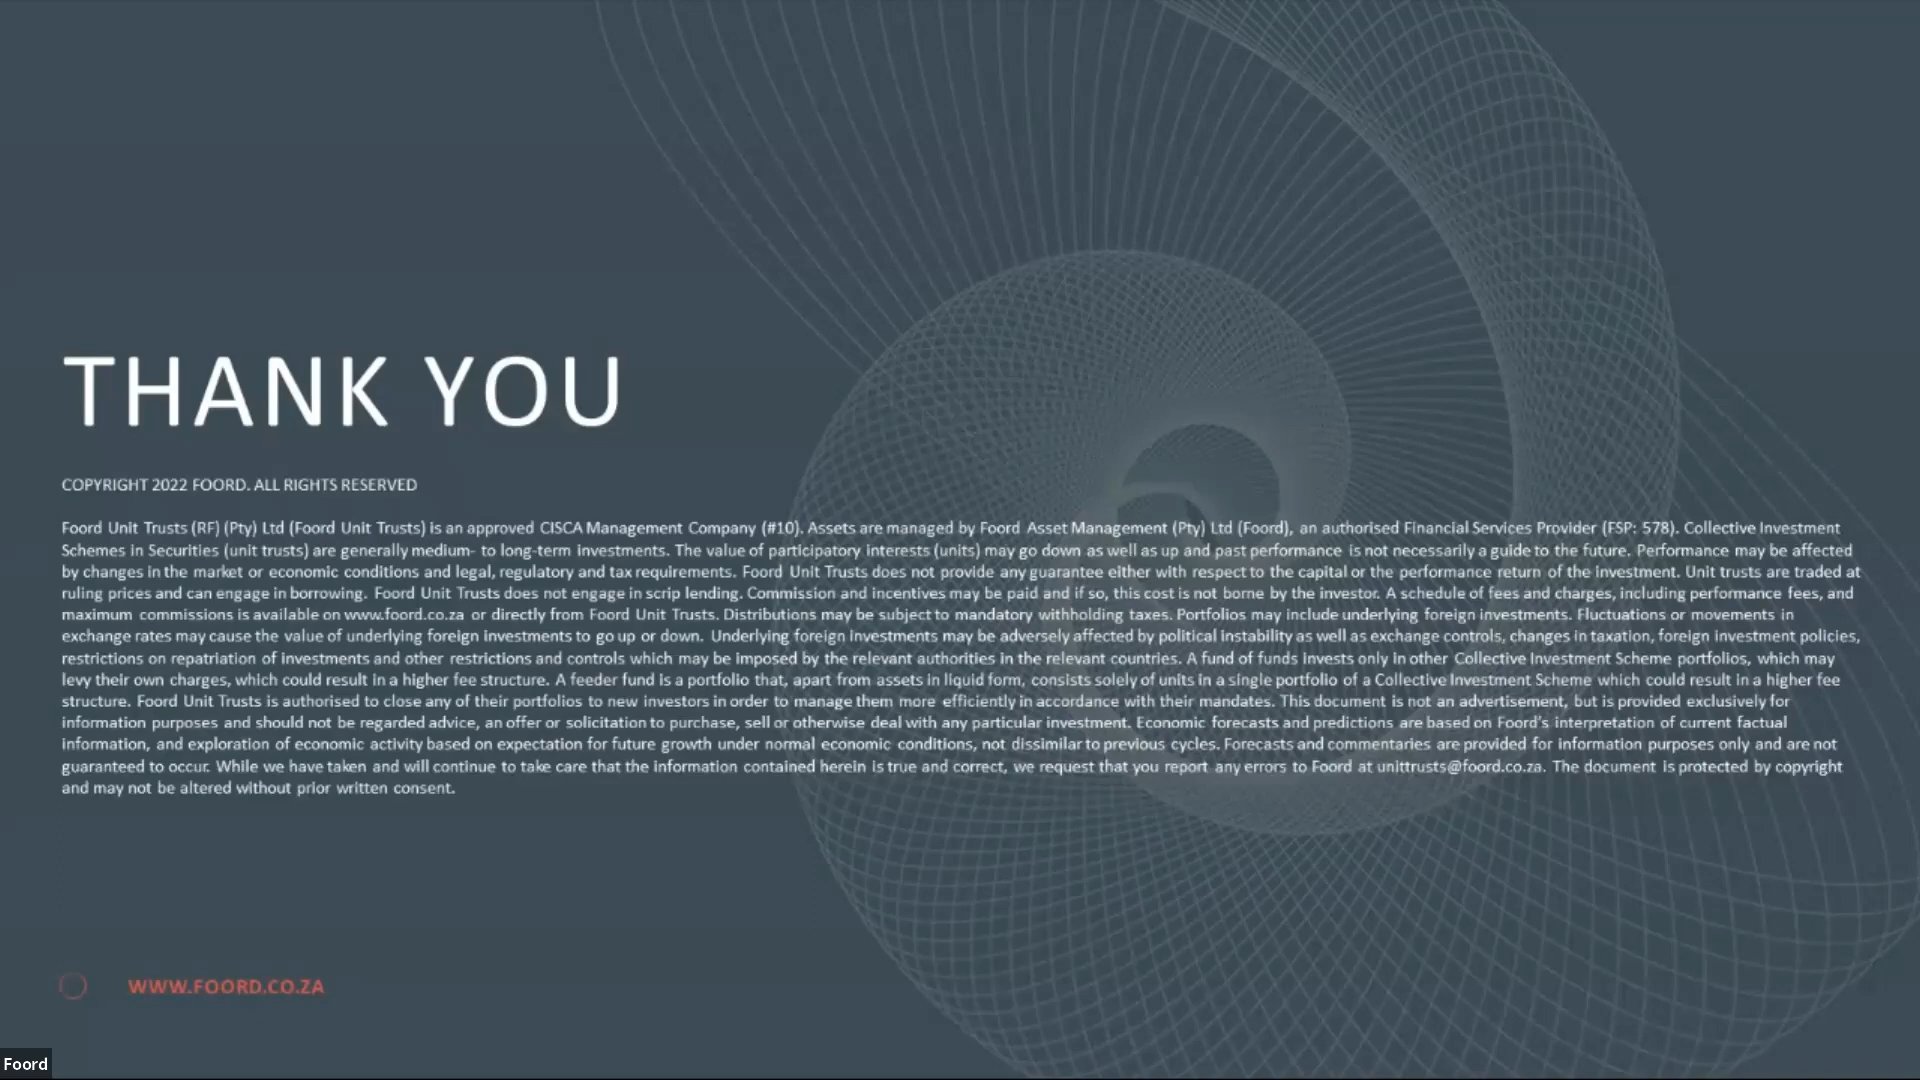 THANK YOU
COPYRIGHT 2022 FOORD. ALL RIGHTS RESERVED
Foord Unit Trusts (RF) (Pty) Ltd (Foord Unit Trusts) is an approved CISCA Management Company (#10). Assets are managed by Foord Asset Management (Pty) Ltd (Foord), an authorised Financial Services Provider (FSP: 578). Collective Investment
Schemes in Securities (unit trusts) are generally medium- to long-term investments. The value of participatory interests (units) may go down as well as up and past performance is not necessarily a guide to the future. Performance may be affected
by changes in the market or economic conditions and legal, regulatory and tax requirements. Foord Unit Trusts does not provide any guarantee either with respect to the capital or the performance return of the investment. Unit trusts are traded at
ruling prices and can engage in borrowing. Foord Unit Trusts does not engage in scrip lending. Commission and incentives may be paid and if so, this cost is not borne by the investor. A schedule of fees and charges, including performance fees, and
maximum commissions is available on www.foord.co.za or directly from Foord Unit Trusts. Distributions may be subject to mandatory withholding taxes. Portfolios may include underlying foreign investments. Fluctuations or movements in
exchange rates may cause the value of underlying foreign investments to go up or down. Underlying foreign investments may be adversely affected by political instability as well as exchange controls, changes in taxation, foreign investment policies,
restrictions on repatriation of investments and other restrictions and controls which may be imposed by the relevant authorities in the relevant countries. A fund of funds invests only in other Collective Investment Scheme portfolios, which may
levy their own charges, which could result in a higher fee structure. A feeder fund is a portfolio that, apart from assets in liquid form, consists solely of units in a single portfolio of a Collective Investment Scheme which could result in a higher fee
structure. Foord Unit Trusts is authorised to close any of their portfolios to new investors in order to manage them more efficiently in accordance with their mandates. This document is not an advertisement, but is provided exclusively for
information purposes and should not be regarded advice, an offer or solicitation to purchase, sell or otherwise deal with any particular investment. Economic forecasts and predictions are based on Foord's interpretation of current factual
information, and exploration of economic activity based on expectation for future growth under normal economic conditions, not dissimilar to previous cycles. Forecasts and commentaries are provided for information purposes only and are not
guaranteed to occur. While we have taken and will continue to take care that the information contained herein is true and correct, we request that you report any errors to Foord at unittrusts@foord.co.za. The document is protected by copyright
and may not be altered without prior written consent.
WWW.FOORD.CO.ZA
Foord